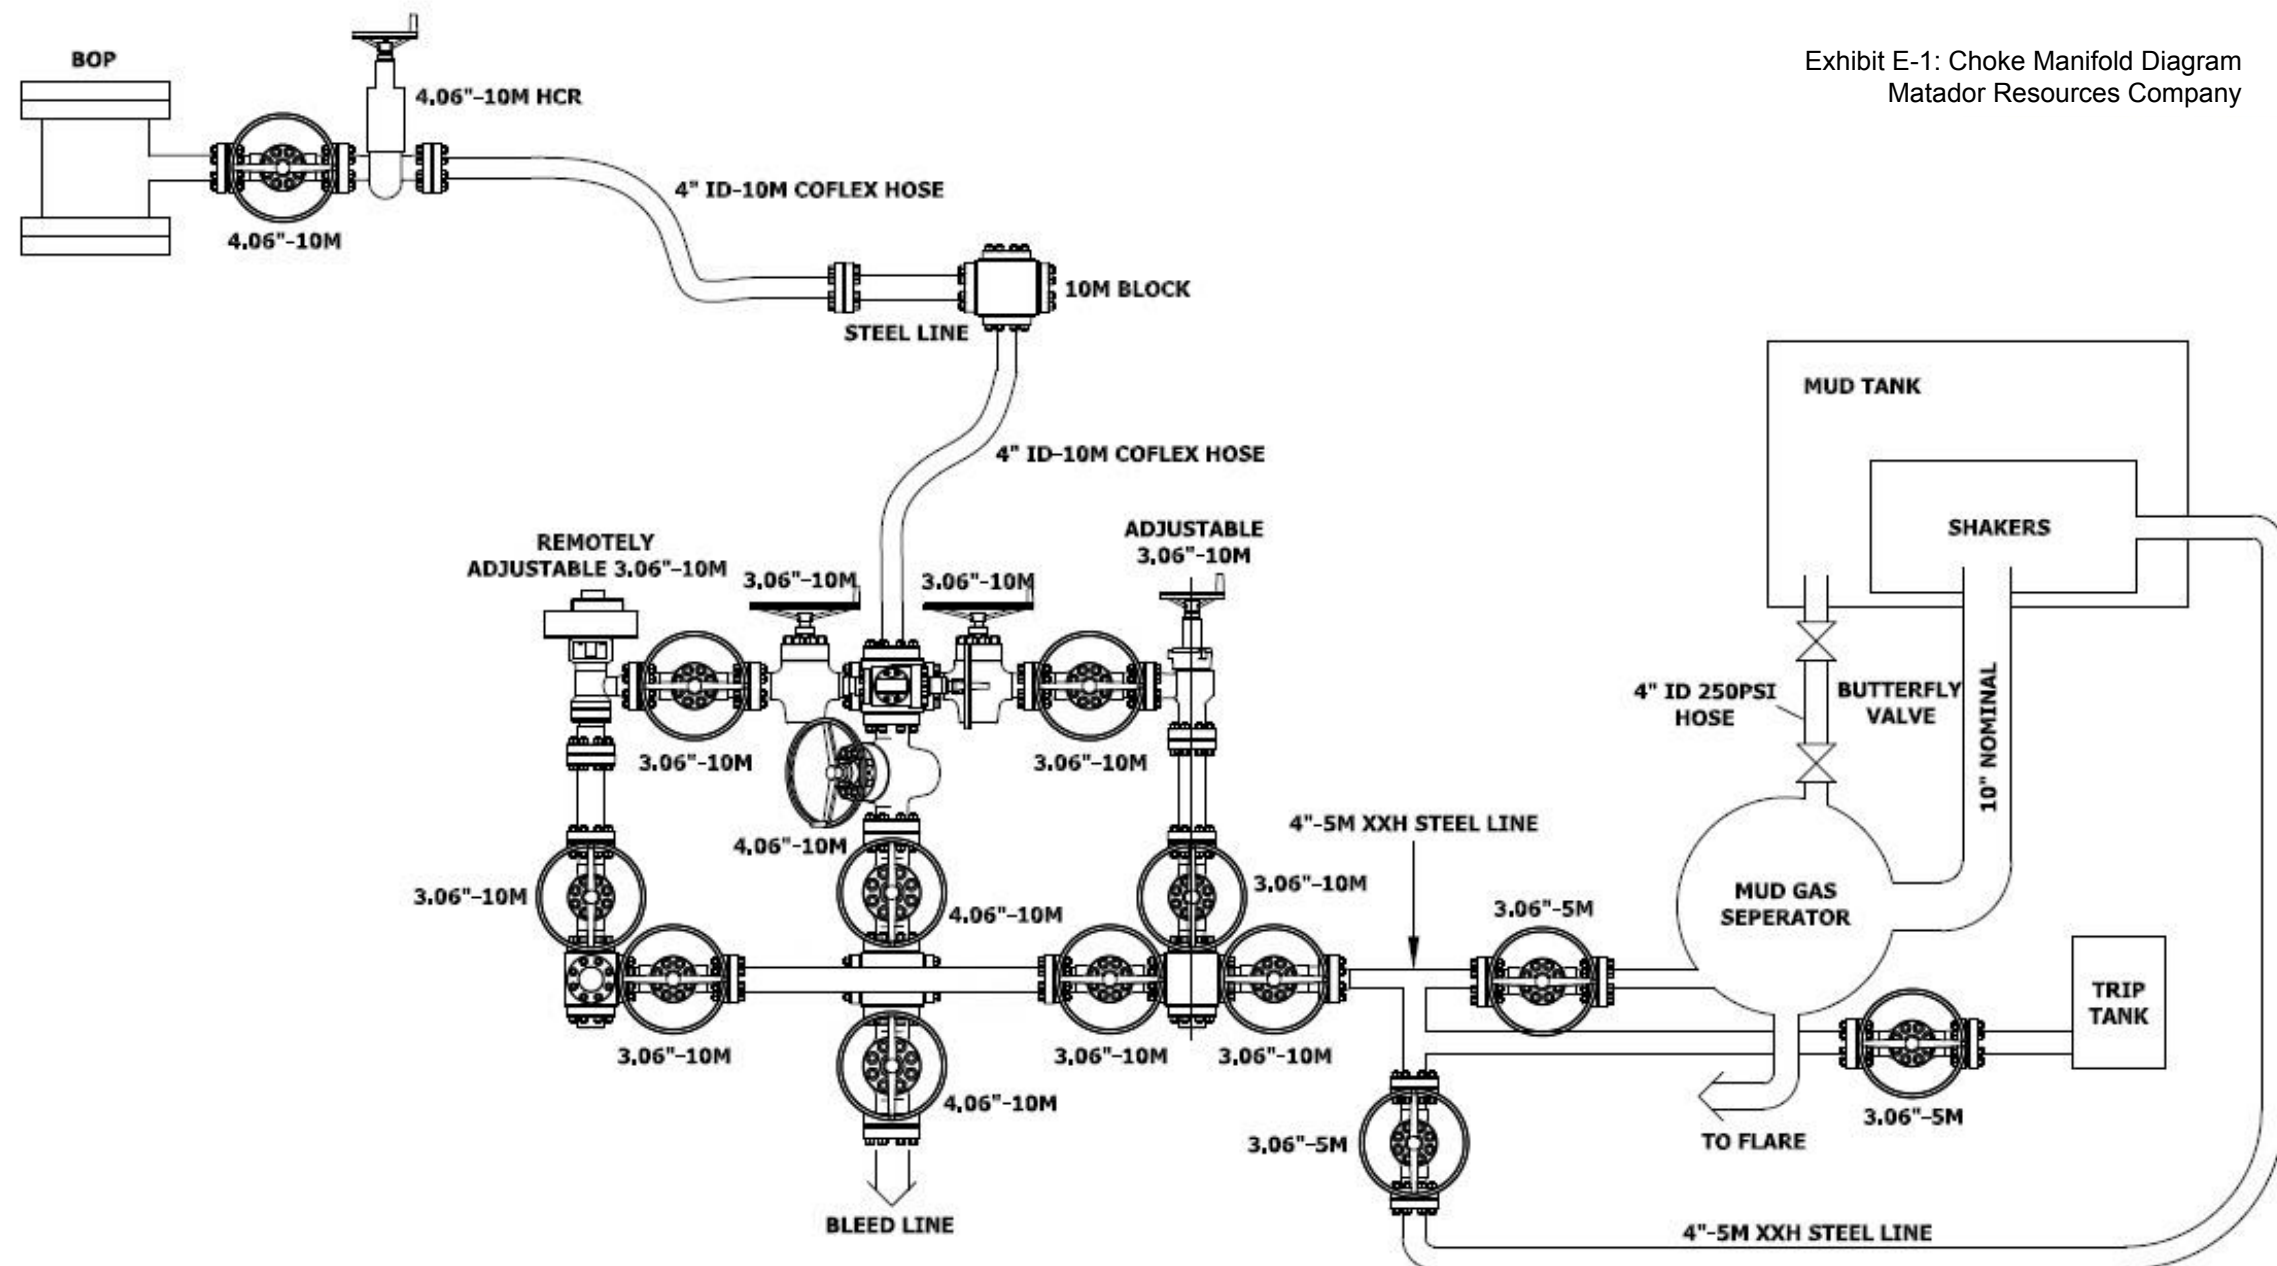 Exhibit E-1: Choke Manifold Diagram
Matador Resources Company
BOP
4.06"-10M HCR
4" ID-10M COFLEX HOSE
4.06"-10M
10M BLOCK
STEEL LINE
4" ID-10M COFLEX HOSE
MUD TANK
SHAKERS
REMOTELY
ADJUSTABLE 3.06"-10M
3.06"-10M
3.06"-10M
ADJUSTABLE
3.06"-10M
3.06"-10M
3.06"-10M
4.06"-10M
4" ID 250PSI
HOSE
BUTTERFLY
VALVE
10" NOMINAL
4"-5M XXH STEEL LINE
3.06"-10M
4.06"-10M
3.06"-10M
3.06"-5M
MUD GAS
SEPERATOR
TRIP
TANK
3.06"-10M
3.06"-10M
3.06"-10M
4.06"-10M
3.06"-5M
3.06"-5M
TO FLARE
BLEED LINE
4"-5M XXH STEEL LINE